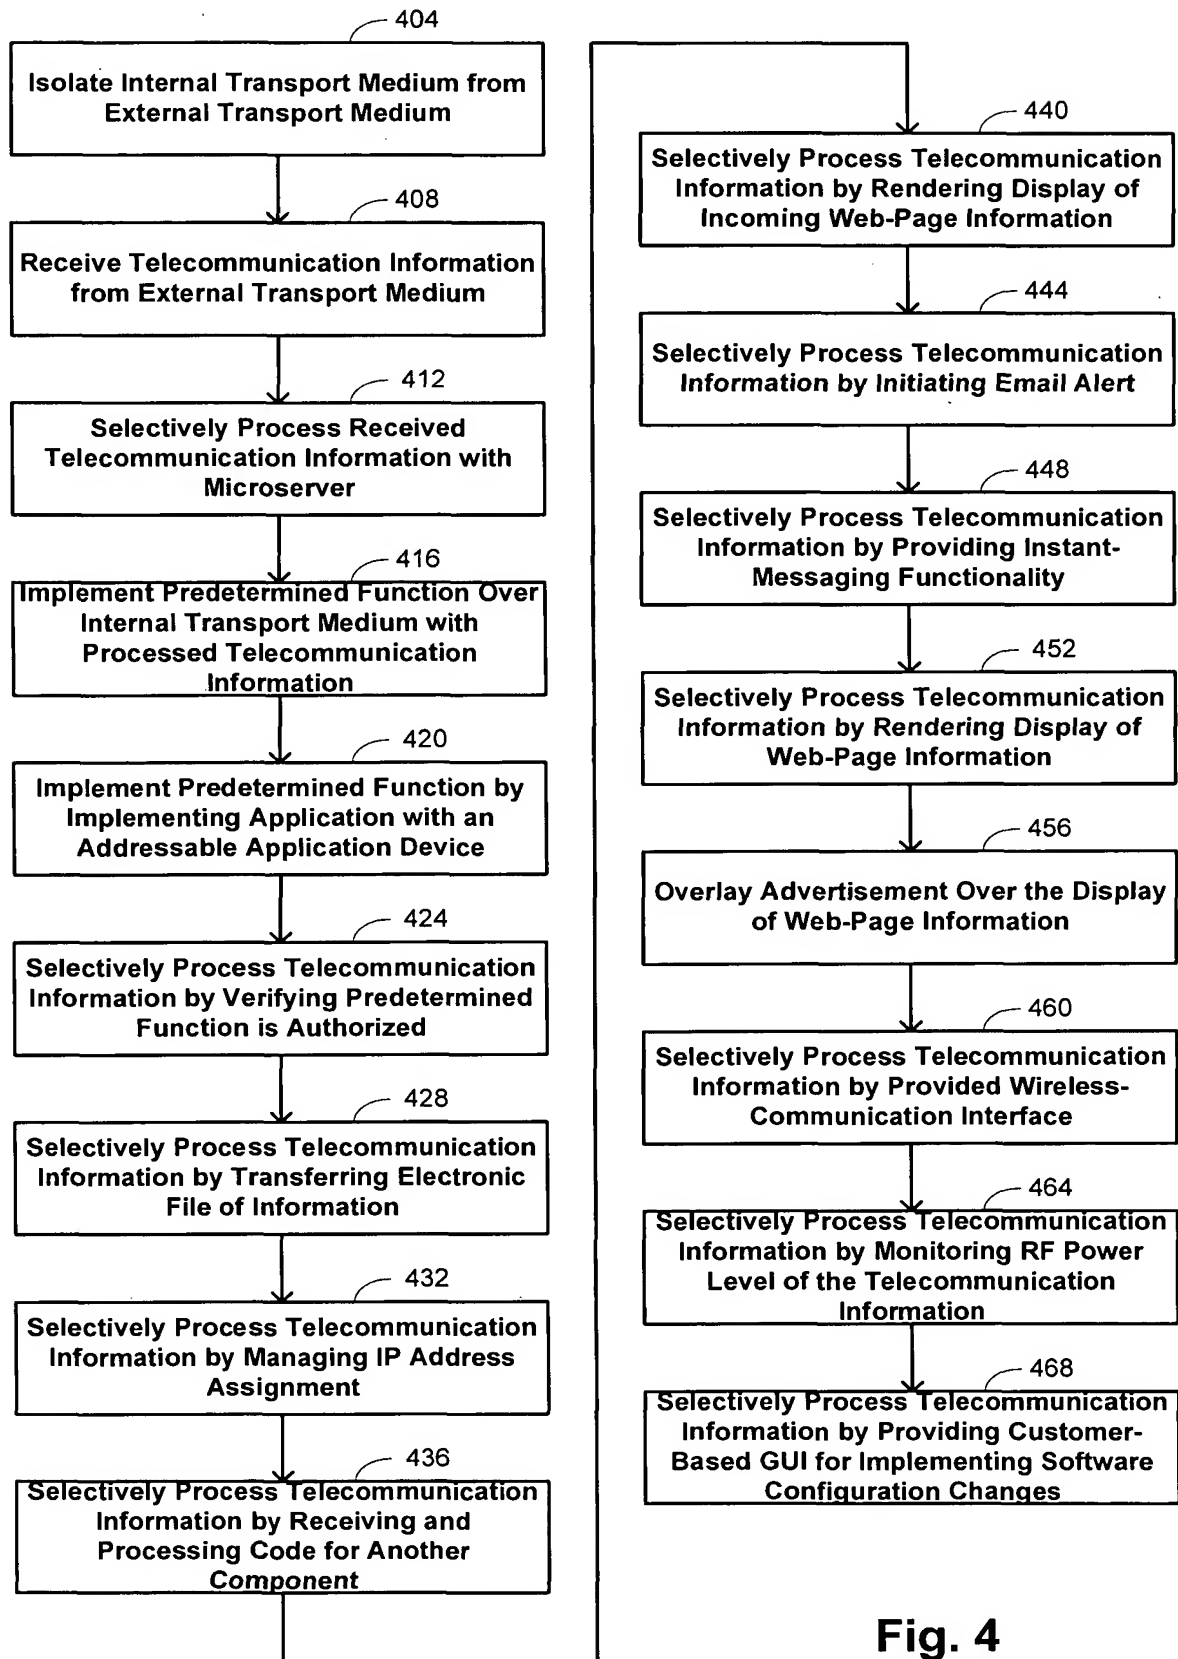 404
Isolate Internal Transport Medium from
External Transport Medium
408
Receive Telecommunication Information
from External Transport Medium
412
Selectively Process Received
Telecommunication Information with
Microserver
416
Implement Predetermined Function Over
Internal Transport Medium with
Processed Telecommunication
Information
420
Implement Predetermined Function by
Implementing Application with an
Addressable Application Device
424
Selectively Process Telecommunication
Information by Verifying Predetermined
Function is Authorized
428
Selectively Process Telecommunication
Information by Transferring Electronic
File of Information
432
Selectively Process Telecommunication
Information by Managing IP Address
Assignment
436
Selectively Process Telecommunication
Information by Receiving and
Processing Code for Another
Component
440
Selectively Process Telecommunication
Information by Rendering Display of
Incoming Web-Page Information
444
Selectively Process Telecommunication
Information by Initiating Email Alert
448
Selectively Process Telecommunication
Information by Providing Instant-
Messaging Functionality
452
Selectively Process Telecommunication
Information by Rendering Display of
Web-Page Information
456
Overlay Advertisement Over the Display
of Web-Page Information
460
Selectively Process Telecommunication
Information by Provided Wireless-
Communication Interface
464
Selectively Process Telecommunication
Information by Monitoring RF Power
Level of the Telecommunication
Information
468
Selectively Process Telecommunication
Information by Providing Customer-
Based GUI for Implementing Software
Configuration Changes
Fig. 4